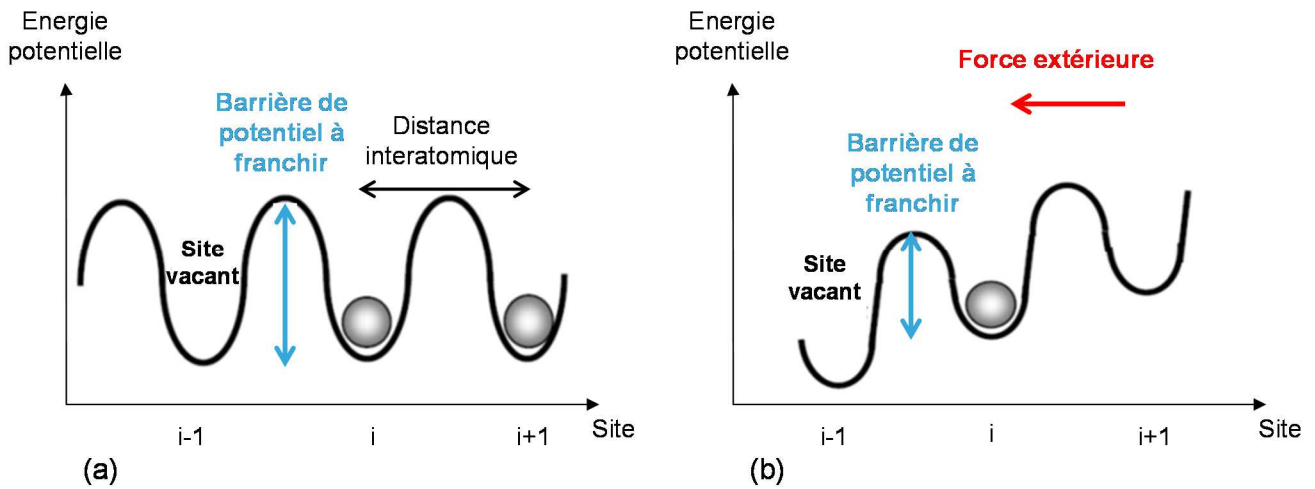 Energie
potentielle
Barrière de
potentiel à
franchir
Distance
interatomique
Site
vacant
i-1
i
i+1
Site
(a)
Energie
potentielle
Force extérieure
Barrière de
potentiel à
franchir
Site
vacant
i-1
i
i+1
Site
(b)